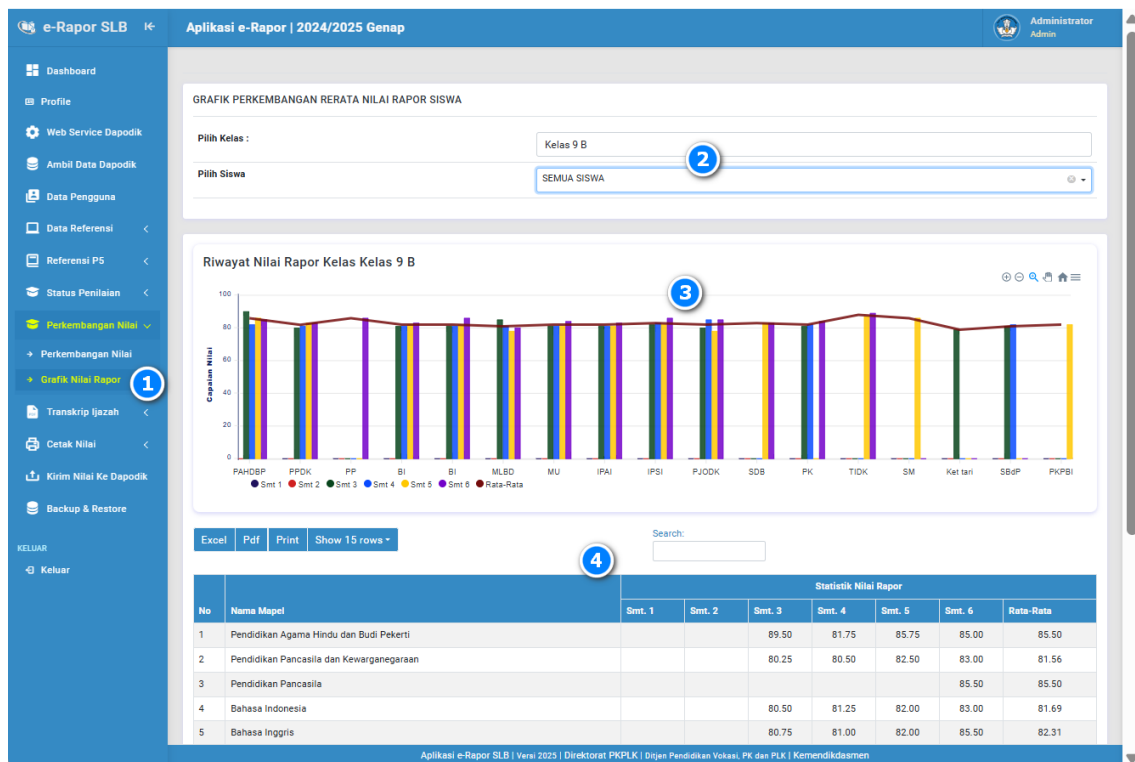 e-Rapor SLB
Aplikasi e-Rapor | 2024/2025 Genap
Administrator
Admin
Dashboard
Profile
Web Service Dapodik
Ambil Data Dapodik
Data Pengguna
Data Referensi
Referensi P5
Status Penilaian
Perkembangan Nilai
Perkembangan Nilai
Grafik Nilai Rapor
1
Transkrip Ijazah
Cetak Nilai
Kirim Nilai Ke Dapodik
Backup & Restore
KELUAR
Keluar
GRAFIK PERKEMBANGAN RERATA NILAI RAPOR SISWA
Pilih Kelas :
Kelas 9 B
2
Pilih Siswa
SEMUA SISWA
Riwayat Nilai Rapor Kelas Kelas 9 B
3
100
80
60
40
20
0
Capaian Nilai
PAHDBP PPDK PP BI BI MLBD MU IPAI IPSI PJODK SDB PK TIDK SM Ket tari SBdP PKPBI
Smt 1 Smt 2 Smt 3 Smt 4 Smt 5 Smt 6 Rata-Rata
Excel Pdf Print Show 15 rows
Search:
4
Statistik Nilai Rapor
No Nama Mapel Smt. 1 Smt. 2 Smt. 3 Smt. 4 Smt. 5 Smt. 6 Rata-Rata
1 Pendidikan Agama Hindu dan Budi Pekerti 89.50 81.75 85.75 85.00 85.50
2 Pendidikan Pancasila dan Kewarganegaraan 80.25 80.50 82.50 83.00 81.56
3 Pendidikan Pancasila 85.50 85.50
4 Bahasa Indonesia 80.50 81.25 82.00 83.00 81.69
5 Bahasa Inggris 80.75 81.00 82.00 85.50 82.31
Aplikasi e-Rapor SLB | Versi 2025 | Direktorat PKPLK | Ditjen Pendidikan Vokasi, PK dan PLK | Kemendikdasmen